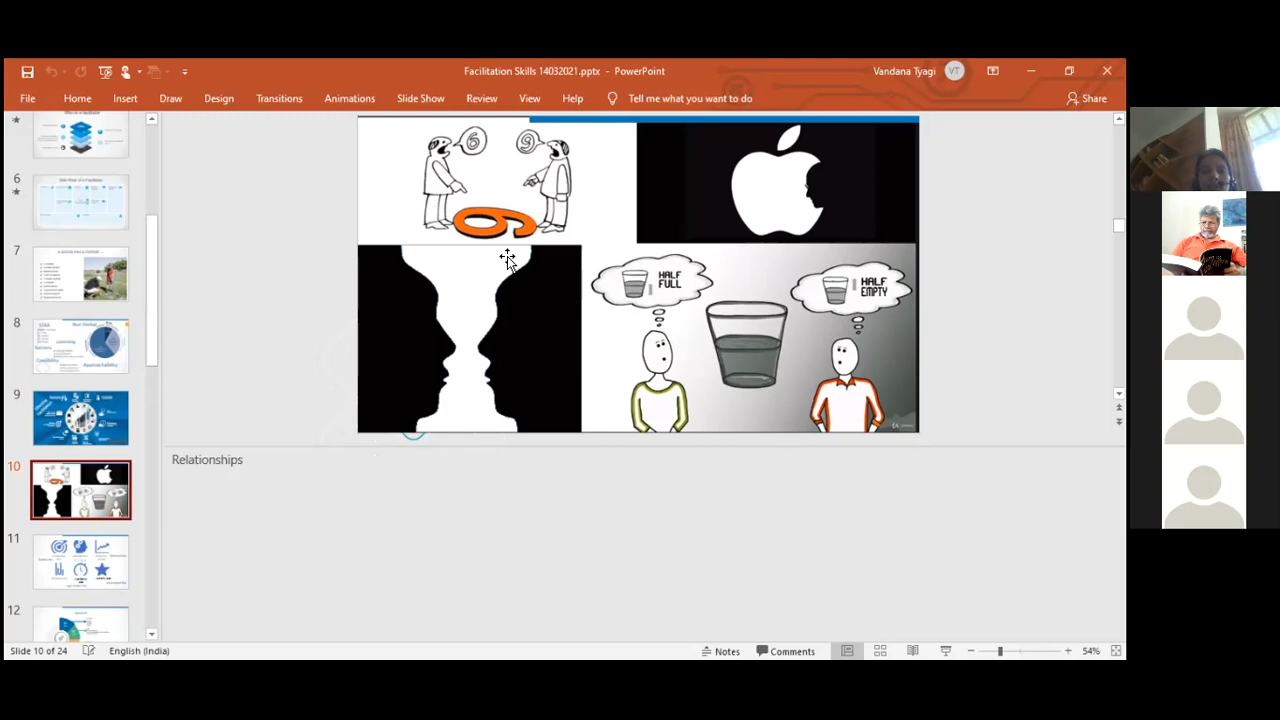 Facilitation Skills 14032021.pptx - PowerPoint
Vandana Tyagi
VT
File
Home
Insert
Draw
Design
Transitions
Animations
Slide Show
Review
View
Help
Tell me what you want to do
Share
6
7
8
9
10
11
12
6
9
6
HALF
FULL
HALF
EMPTY
Relationships
Slide 10 of 24
English (India)
Notes
Comments
54%